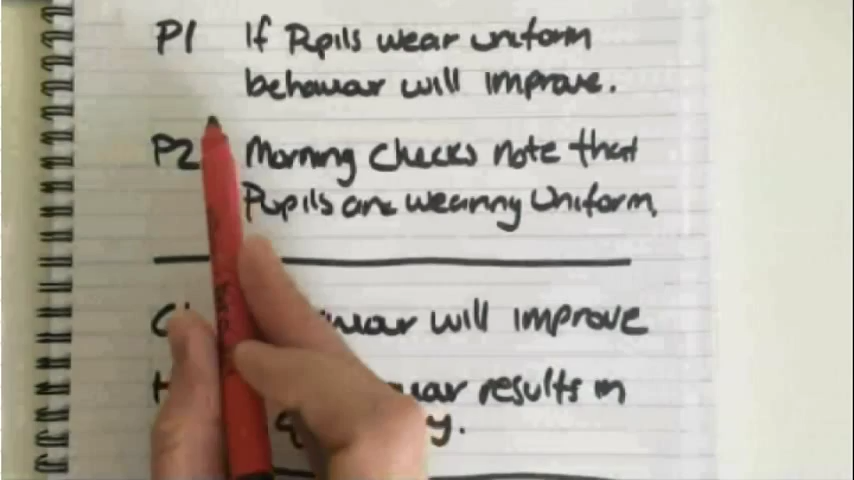 P1 If Pupils wear uniform
behaviour will improve.
P2 Morning checks note that
Pupils are wearing Uniform.
will improve
results in